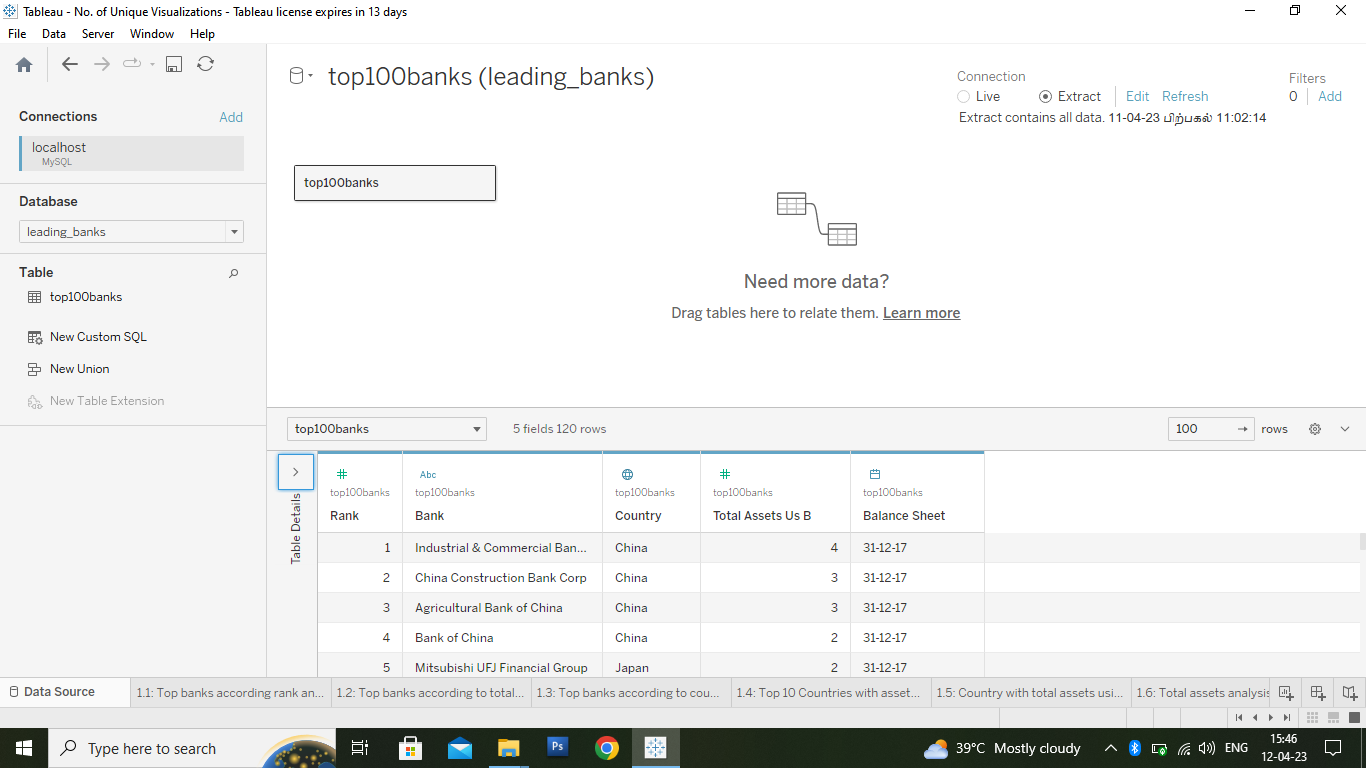 Tableau - No. of Unique Visualizations - Tableau license expires in 13 days
File Data Server Window Help
Connections Add
localhost
MySQL
Database
leading_banks
Table
top100banks
New Custom SQL
New Union
New Table Extension
top100banks (leading_banks)
Connection
Live Extract Edit Refresh
Extract contains all data. 11-04-23 பிற்பகல் 11:02:14
Filters
0 Add
top100banks
Need more data?
Drag tables here to relate them. Learn more
top100banks 5 fields 120 rows 100 → rows
Table Details
# Abc #
top100banks top100banks top100banks top100banks top100banks
Rank Bank Country Total Assets Us B Balance Sheet
1 Industrial & Commercial Ban... China 4 31-12-17
2 China Construction Bank Corp China 3 31-12-17
3 Agricultural Bank of China China 3 31-12-17
4 Bank of China China 2 31-12-17
5 Mitsubishi UFJ Financial Group Japan 2 31-12-17
Data Source 1.1: Top banks according rank an... 1.2: Top banks according to total... 1.3: Top banks according to cou... 1.4: Top 10 Countries with asset... 1.5: Country with total assets usi... 1.6: Total assets analysis
Type here to search Ps 39°C Mostly cloudy ENG 15:46
12-04-23